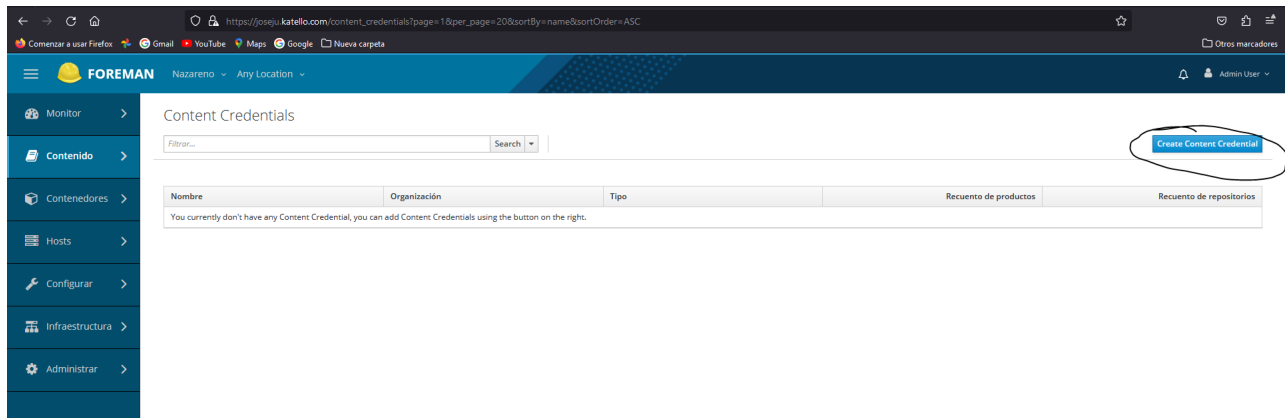 https://joseju.katello.com/content_credentials?page=1&per_page=20&sortBy=name&sortOrder=ASC
Comenzar a usar Firefox Gmail YouTube Maps Google Nueva carpeta Otros marcadores
FOREMAN Nazareno Any Location Admin User
Monitor
Contenido
Contenedores
Hosts
Configurar
Infraestructura
Administrar
Content Credentials
Filtrar... Search Create Content Credential
Nombre Organización Tipo Recuento de productos Recuento de repositorios
You currently don't have any Content Credential, you can add Content Credentials using the button on the right.